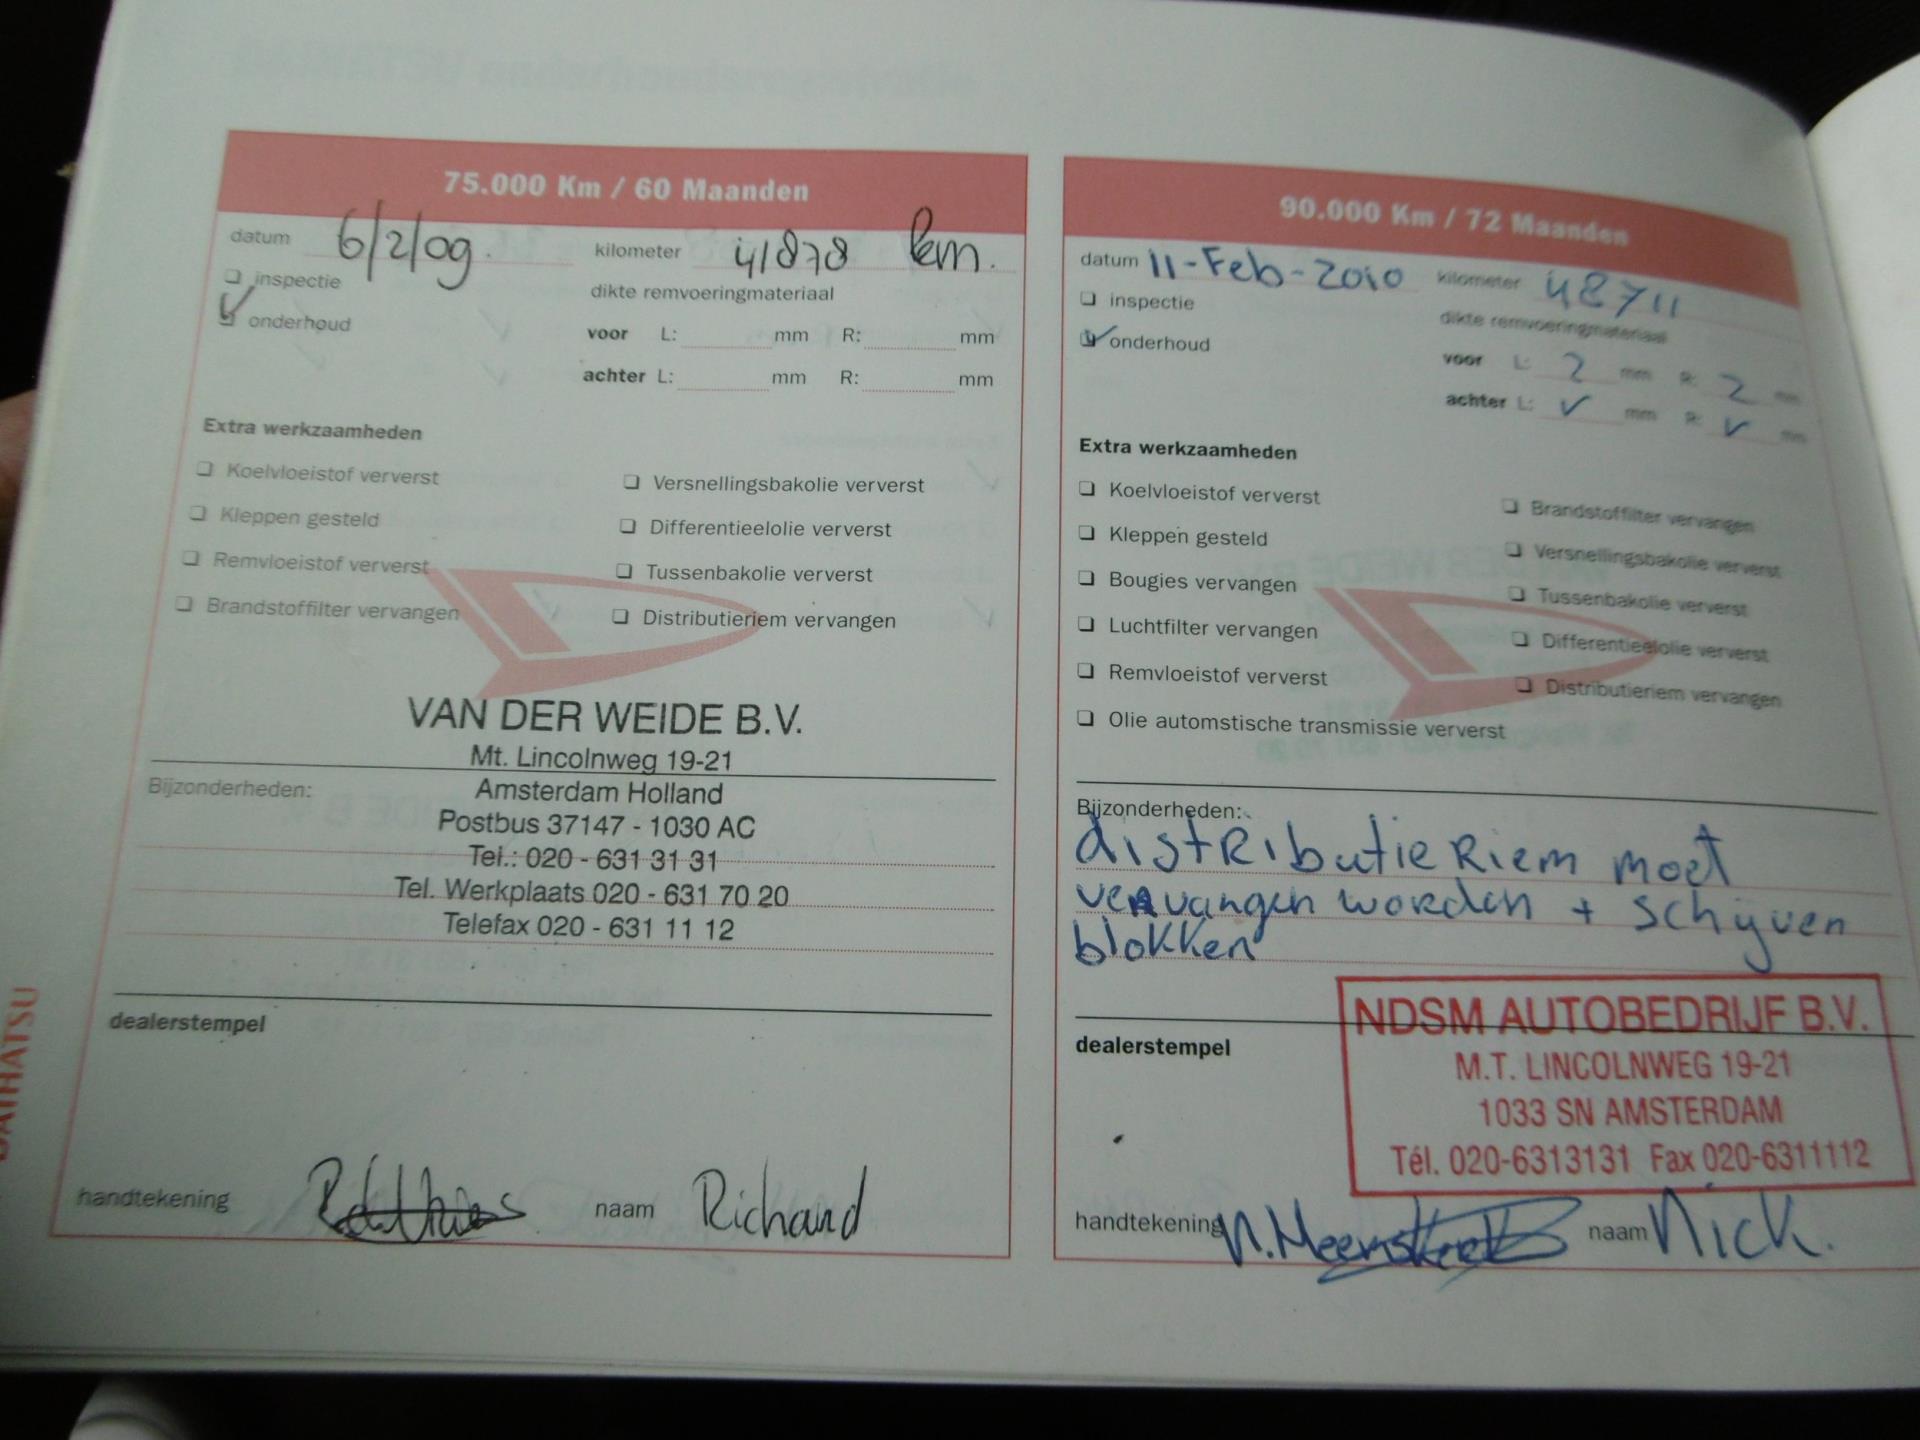 75.000 Km / 60 Maanden
datum 6/2/09. kilometer 41878 km.
inspectie
dikte remvoeringmateriaal
onderhoud
voor L: mm R: mm
achter L: mm R: mm
Extra werkzaamheden
Koelvloeistof ververst
Versnellingsbakolie ververst
Kleppen gesteld
Differentieelolie ververst
Remvloeistof ververst
Tussenbakolie ververst
Brandstoffilter vervangen
Distributieriem vervangen
VAN DER WEIDE B.V.
Mt. Lincolnweg 19-21
Bijzonderheden:
Amsterdam Holland
Postbus 37147 - 1030 AC
Tel.: 020 - 631 31 31
Tel. Werkplaats 020 - 631 70 20
Telefax 020 - 631 11 12
dealerstempel
handtekening naam Richard
DAIHATSU
90.000 Km / 72 Maanden
datum 11-Feb-2010 kilometer 48711
inspectie
dikte remvoeringmateriaal
onderhoud
voor L: 2 mm R: 2 mm
achter L: ✓ mm R: ✓ mm
Extra werkzaamheden
Koelvloeistof ververst
Brandstoffilter vervangen
Kleppen gesteld
Versnellingsbakolie ververst
Bougies vervangen
Tussenbakolie ververst
Luchtfilter vervangen
Differentieelolie ververst
Remvloeistof ververst
Distributieriem vervangen
Olie automstische transmissie ververst
Bijzonderheden:
distributieriem moet
vervangen worden + schijven
blokken
NDSM AUTOBEDRIJF B.V.
M.T. LINCOLNWEG 19-21
dealerstempel
1033 SN AMSTERDAM
Tél. 020-6313131 Fax 020-6311112
handtekening naam Nick.